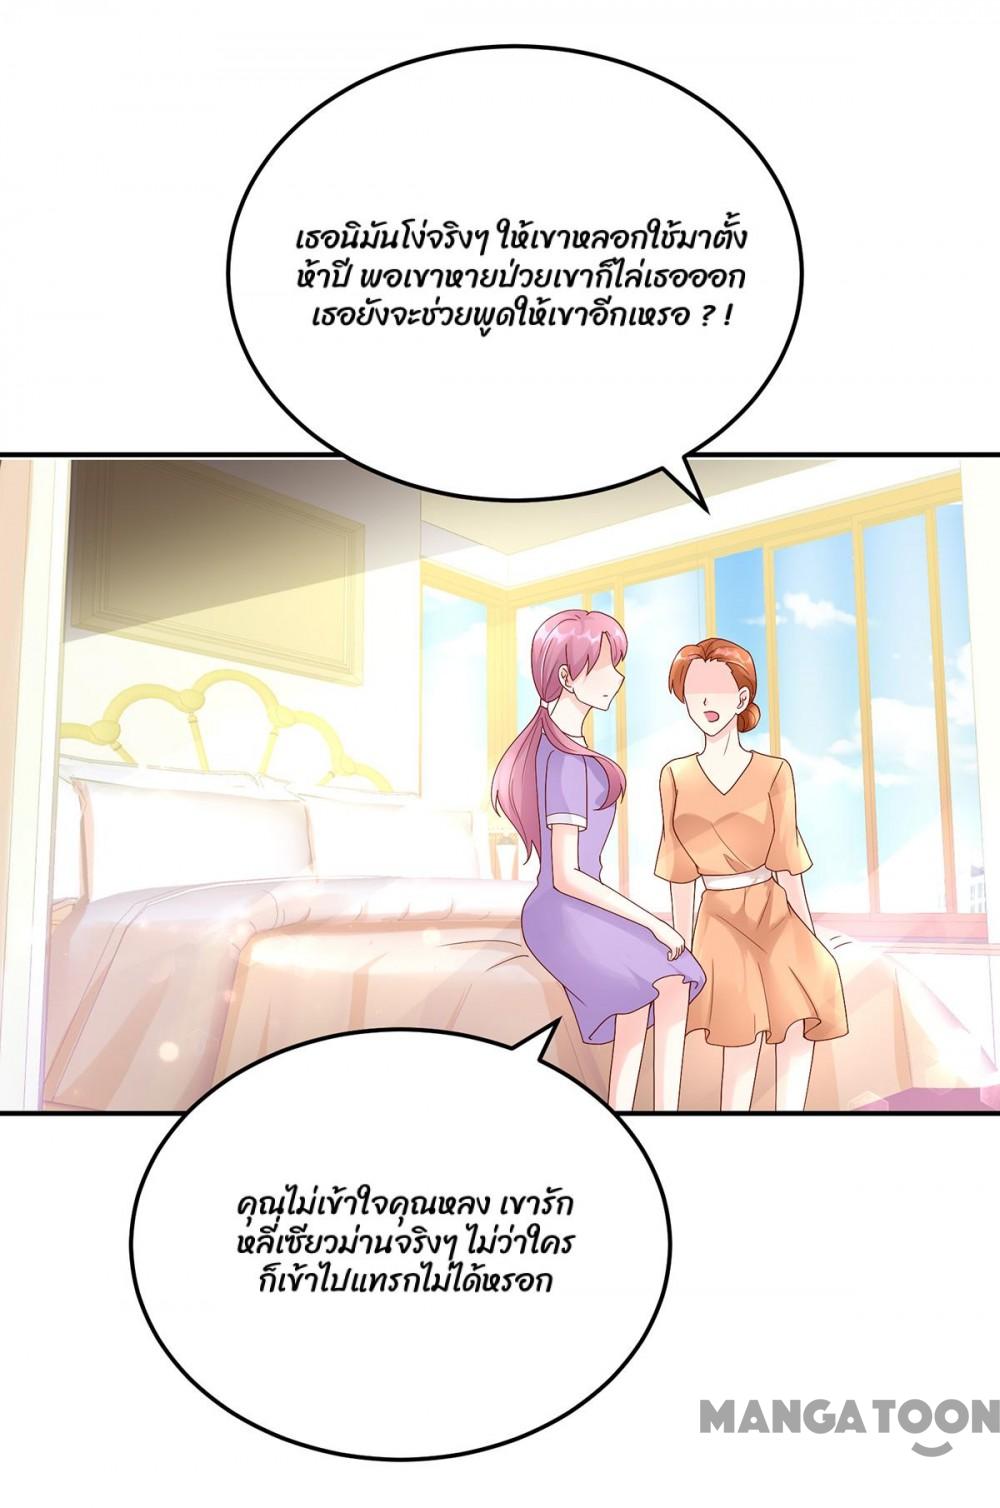 เธอนิมันโง่จริงๆ ให้เขาหลอกใช้มาตั้ง
ห้าปี พอเขาหายป่วยเขาก็ไล่เธอออก
เธอยังจะช่วยพูดให้เขาอีกเหรอ ? !
คุณไม่เข้าใจคุณหลง เขารัก
หลี่เซียวม่านจริงๆ ไม่ว่าใคร
ก็เข้าไปแทรกไม่ได้หรอก
MANGATOON